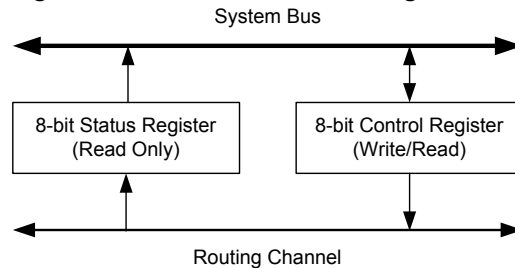 System Bus
8-bit Status Register
(Read Only)
8-bit Control Register
(Write/Read)
Routing Channel